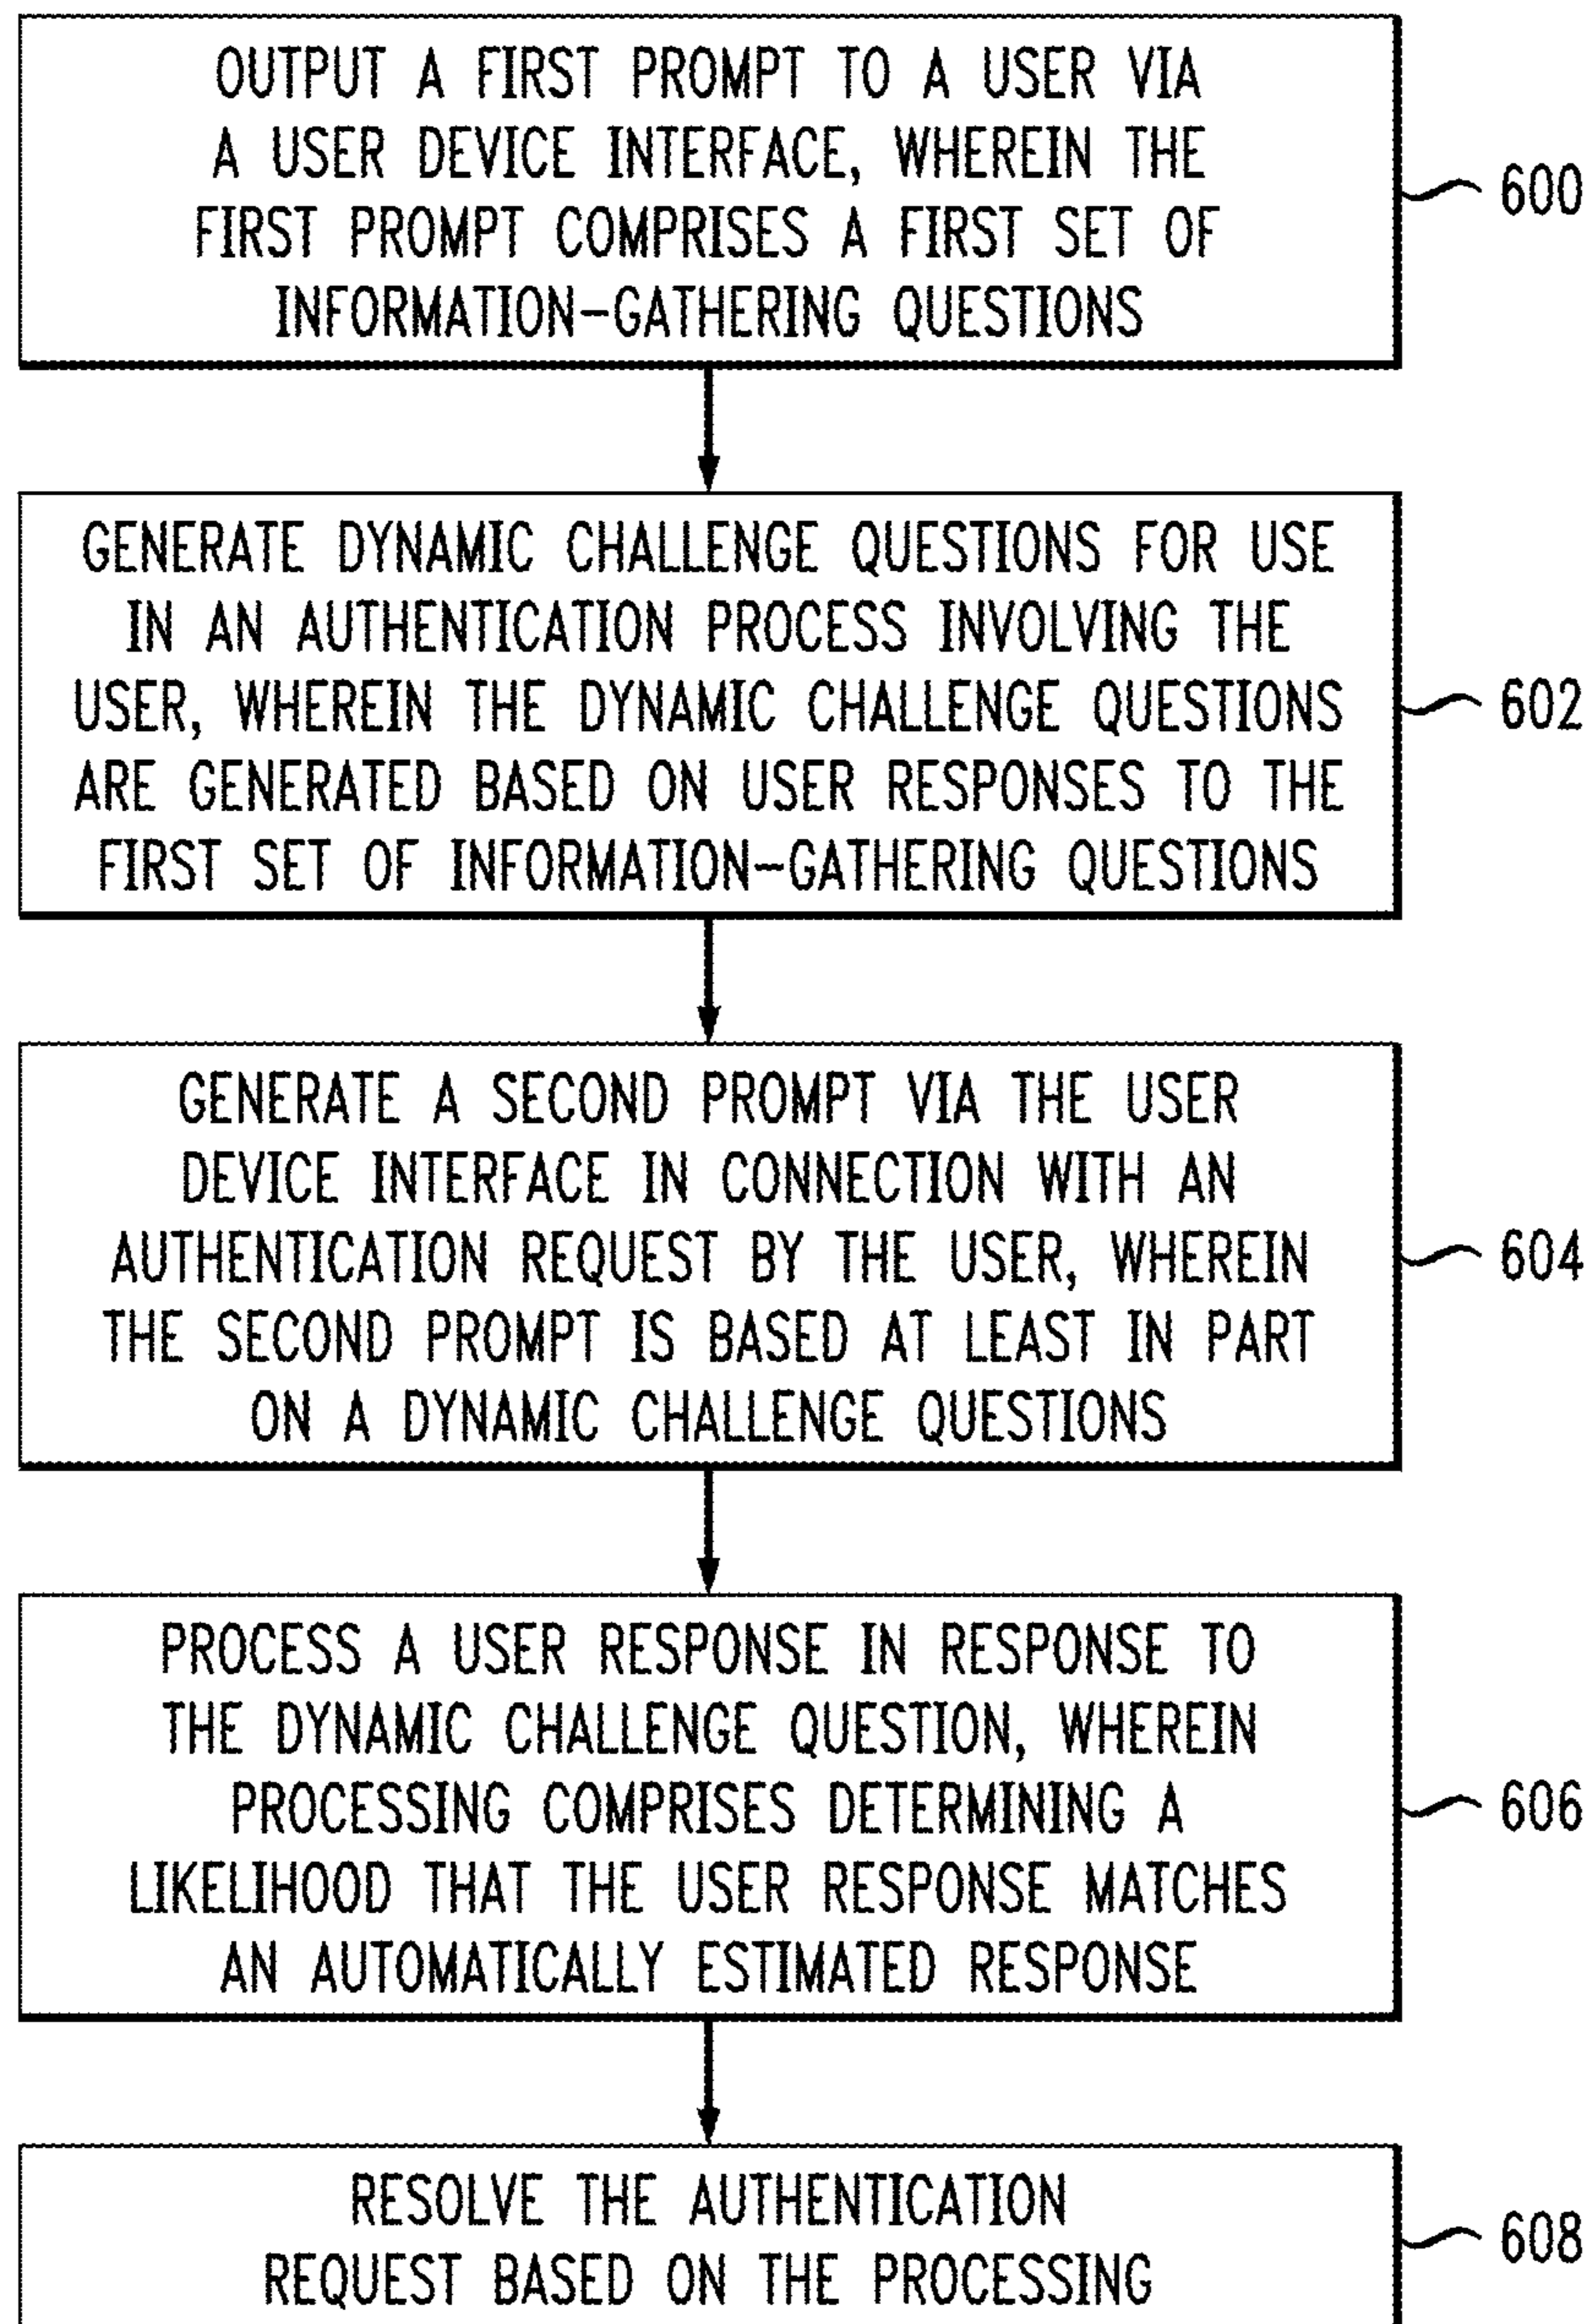 OUTPUT A FIRST PROMPT TO A USER VIA
A USER DEVICE INTERFACE, WHEREIN THE
FIRST PROMPT COMPRISES A FIRST SET OF
INFORMATION-GATHERING QUESTIONS
600
GENERATE DYNAMIC CHALLENGE QUESTIONS FOR USE
IN AN AUTHENTICATION PROCESS INVOLVING THE
USER, WHEREIN THE DYNAMIC CHALLENGE QUESTIONS
ARE GENERATED BASED ON USER RESPONSES TO THE
FIRST SET OF INFORMATION-GATHERING QUESTIONS
602
GENERATE A SECOND PROMPT VIA THE USER
DEVICE INTERFACE IN CONNECTION WITH AN
AUTHENTICATION REQUEST BY THE USER, WHEREIN
THE SECOND PROMPT IS BASED AT LEAST IN PART
ON A DYNAMIC CHALLENGE QUESTIONS
604
PROCESS A USER RESPONSE IN RESPONSE TO
THE DYNAMIC CHALLENGE QUESTION, WHEREIN
PROCESSING COMPRISES DETERMINING A
LIKELIHOOD THAT THE USER RESPONSE MATCHES
AN AUTOMATICALLY ESTIMATED RESPONSE
606
RESOLVE THE AUTHENTICATION
REQUEST BASED ON THE PROCESSING
608